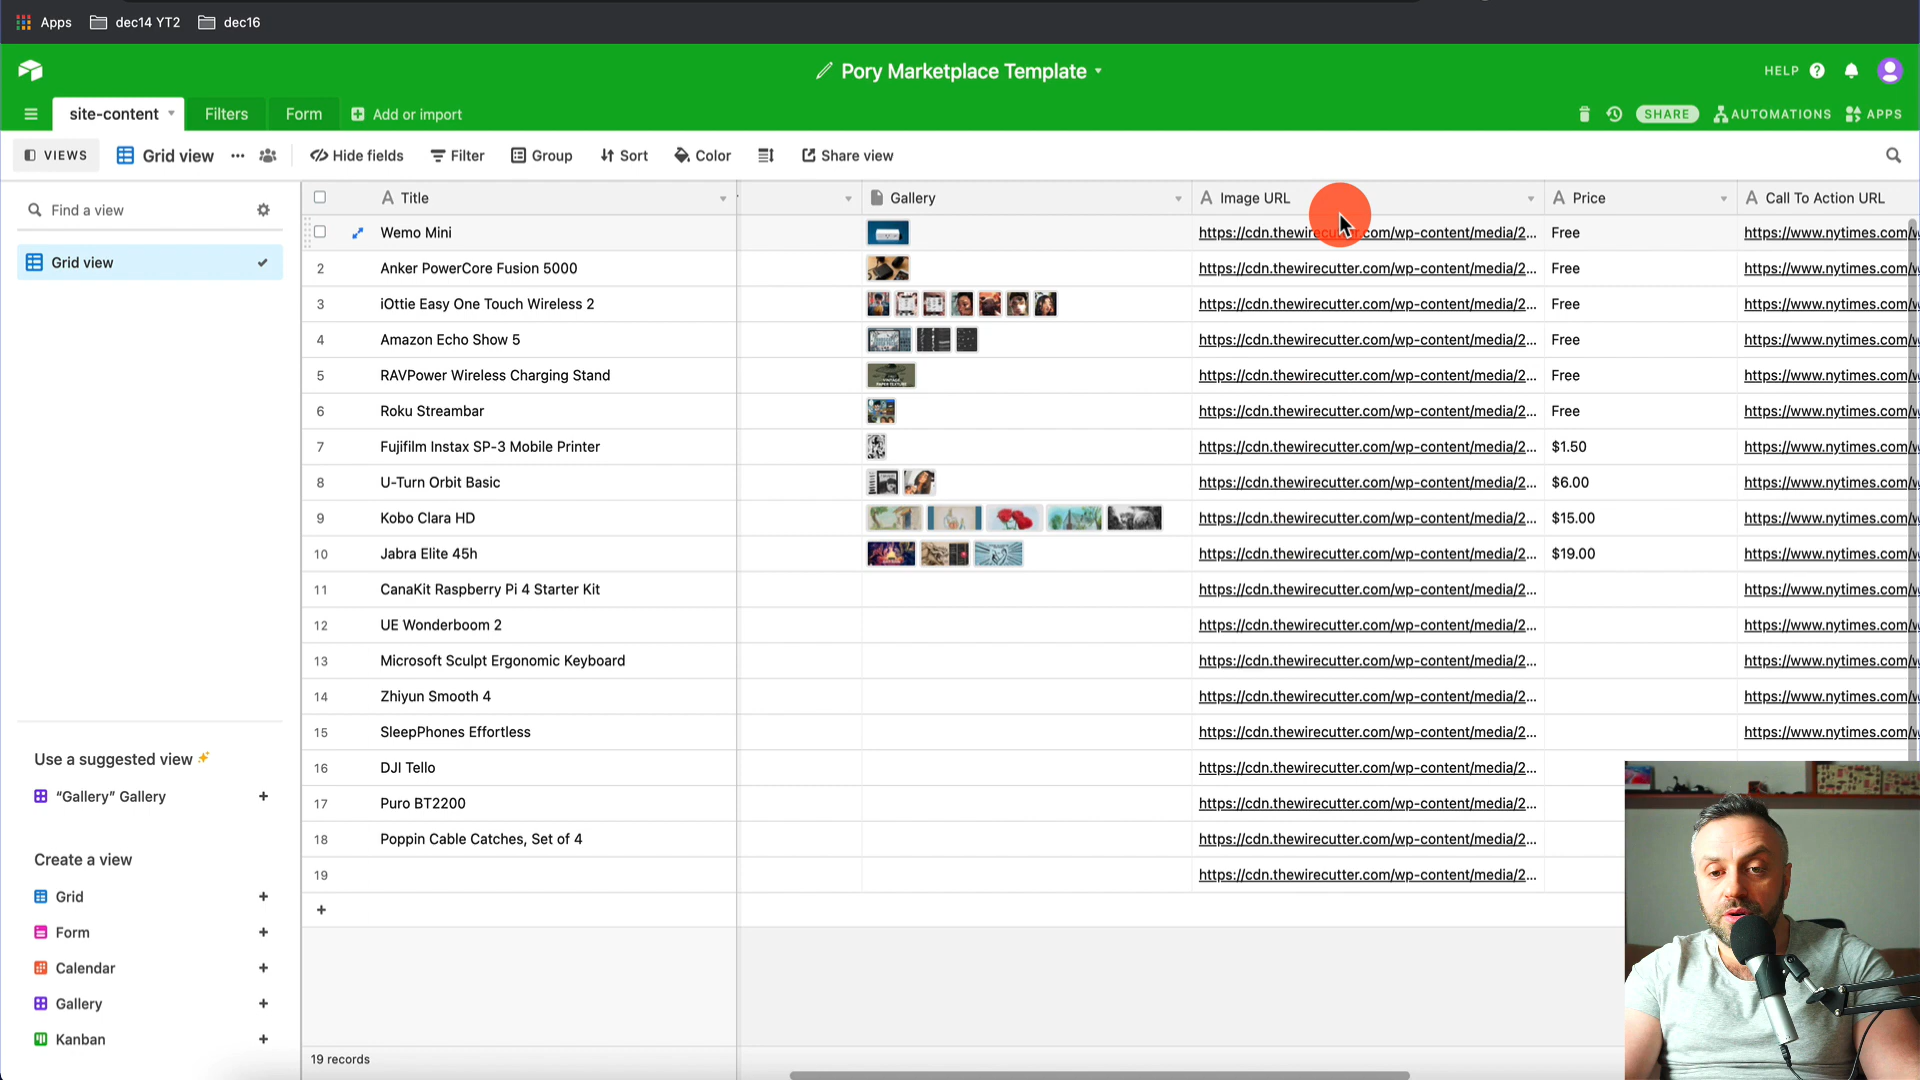 Apps dec14 YT2 dec16
Pory Marketplace Template
HELP
site-content Filters Form Add or import
SHARE AUTOMATIONS APPS
VIEWS Grid view Hide fields Filter Group Sort Color Share view
Find a view
Grid view
Use a suggested view
“Gallery” Gallery
Create a view
Grid
Form
Calendar
Gallery
Kanban
Title Gallery Image URL Price Call To Action URL
Wemo Mini https://cdn.thewirecutter.com/wp-content/media/2... Free https://www.nytimes.com/w
2 Anker PowerCore Fusion 5000 https://cdn.thewirecutter.com/wp-content/media/2... Free https://www.nytimes.com/w
3 iOttie Easy One Touch Wireless 2 https://cdn.thewirecutter.com/wp-content/media/2... Free https://www.nytimes.com/w
4 Amazon Echo Show 5 https://cdn.thewirecutter.com/wp-content/media/2... Free https://www.nytimes.com/w
5 RAVPower Wireless Charging Stand https://cdn.thewirecutter.com/wp-content/media/2... Free https://www.nytimes.com/w
6 Roku Streambar https://cdn.thewirecutter.com/wp-content/media/2... Free https://www.nytimes.com/w
7 Fujifilm Instax SP-3 Mobile Printer https://cdn.thewirecutter.com/wp-content/media/2... $1.50 https://www.nytimes.com/w
8 U-Turn Orbit Basic https://cdn.thewirecutter.com/wp-content/media/2... $6.00 https://www.nytimes.com/w
9 Kobo Clara HD https://cdn.thewirecutter.com/wp-content/media/2... $15.00 https://www.nytimes.com/w
10 Jabra Elite 45h https://cdn.thewirecutter.com/wp-content/media/2... $19.00 https://www.nytimes.com/w
11 CanaKit Raspberry Pi 4 Starter Kit https://cdn.thewirecutter.com/wp-content/media/2... https://www.nytimes.com/w
12 UE Wonderboom 2 https://cdn.thewirecutter.com/wp-content/media/2... https://www.nytimes.com/w
13 Microsoft Sculpt Ergonomic Keyboard https://cdn.thewirecutter.com/wp-content/media/2... https://www.nytimes.com/w
14 Zhiyun Smooth 4 https://cdn.thewirecutter.com/wp-content/media/2... https://www.nytimes.com/w
15 SleepPhones Effortless https://cdn.thewirecutter.com/wp-content/media/2... https://www.nytimes.com/w
16 DJI Tello https://cdn.thewirecutter.com/wp-content/media/2...
17 Puro BT2200 https://cdn.thewirecutter.com/wp-content/media/2...
18 Poppin Cable Catches, Set of 4 https://cdn.thewirecutter.com/wp-content/media/2...
19 https://cdn.thewirecutter.com/wp-content/media/2...
19 records